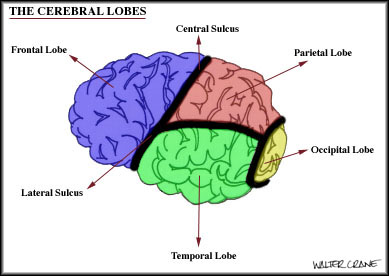 THE CEREBRAL LOBES
Central Sulcus
Frontal Lobe
Parietal Lobe
Occipital Lobe
Lateral Sulcus
Temporal Lobe
WALTER CRANE